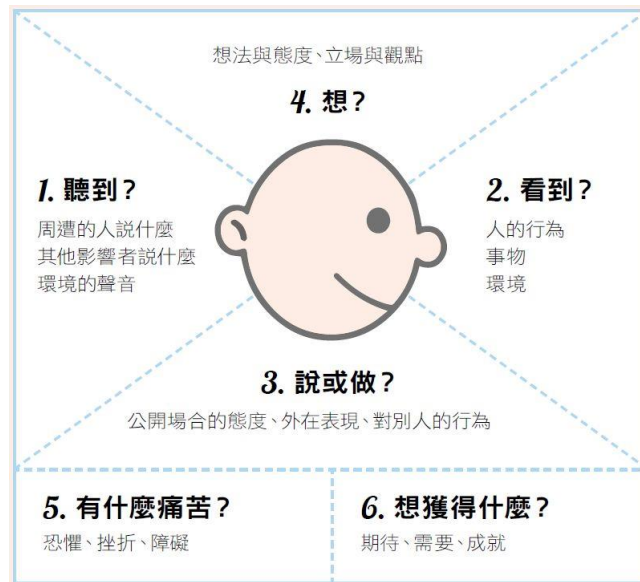 想法與態度、立場與觀點
4. 想？
1. 聽到？
周遭的人說什麼
其他影響者說什麼
環境的聲音
2. 看到？
人的行為
事物
環境
3. 說或做？
公開場合的態度、外在表現、對別人的行為
5. 有什麼痛苦？
恐懼、挫折、障礙
6. 想獲得什麼？
期待、需要、成就